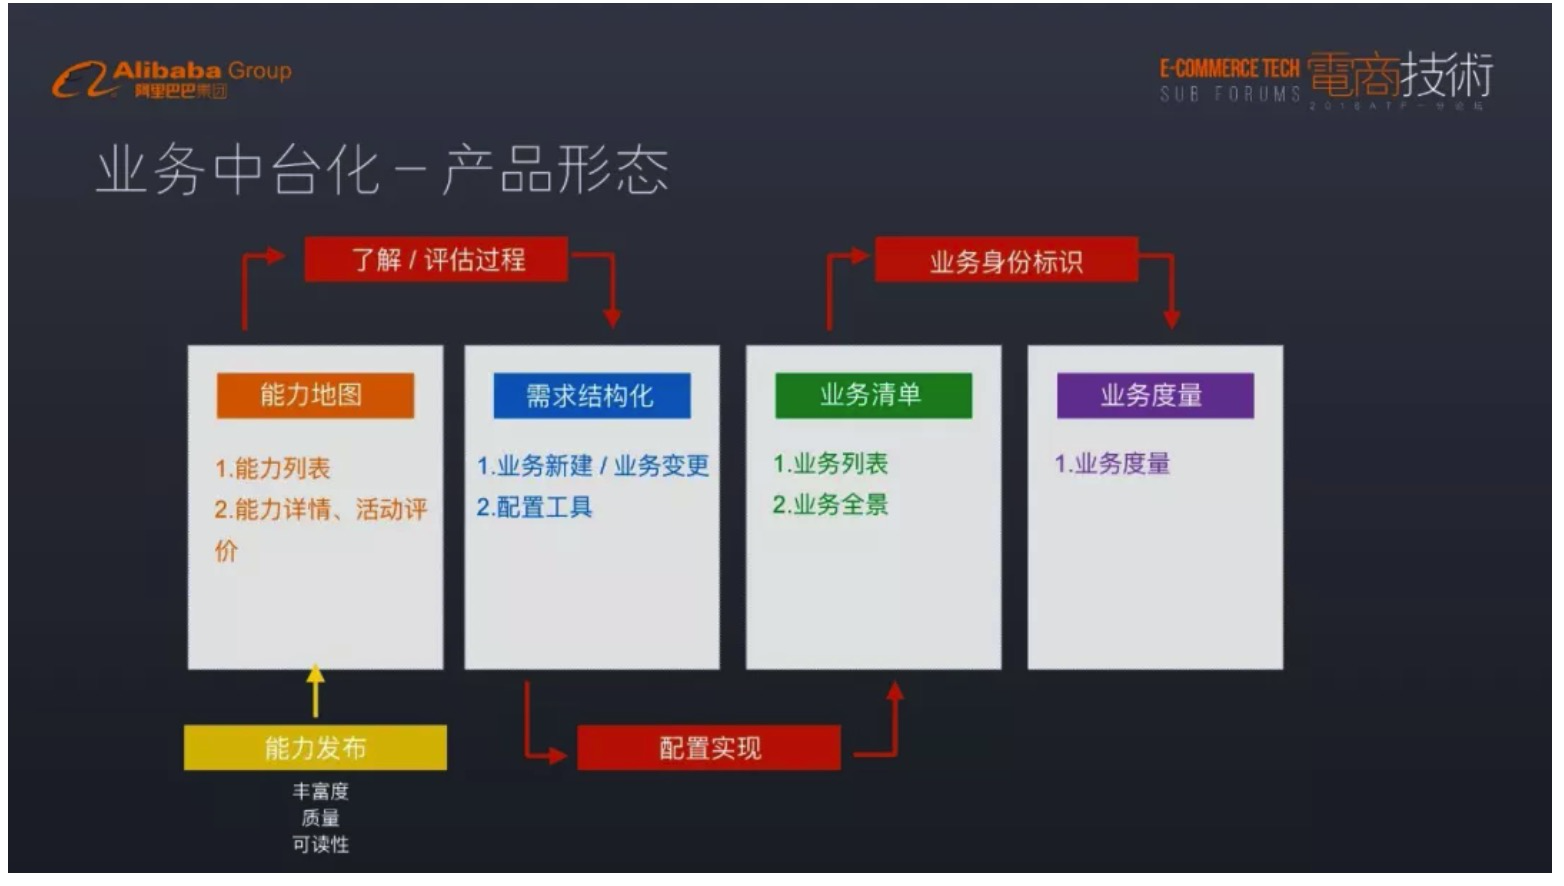 Alibaba Group
阿里巴巴集团
E-COMMERCE TECH
SUB FORUMS
電商技術
业务中台化 – 产品形态
了解 / 评估过程
业务身份标识
能力地图
1.能力列表
2.能力详情、活动评
价
需求结构化
1.业务新建 / 业务变更
2.配置工具
业务清单
1.业务列表
2.业务全景
业务度量
1.业务度量
能力发布
丰富度
质量
可读性
配置实现